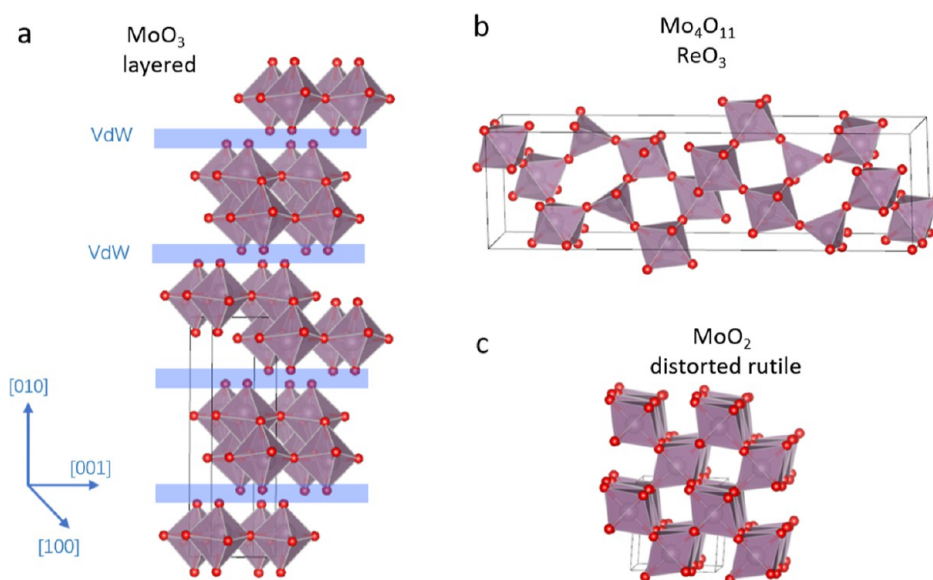 a
MoO₃
layered
VdW
VdW
[010]
[001]
[100]
b
Mo₄O₁₁
ReO₃
c
MoO₂
distorted rutile